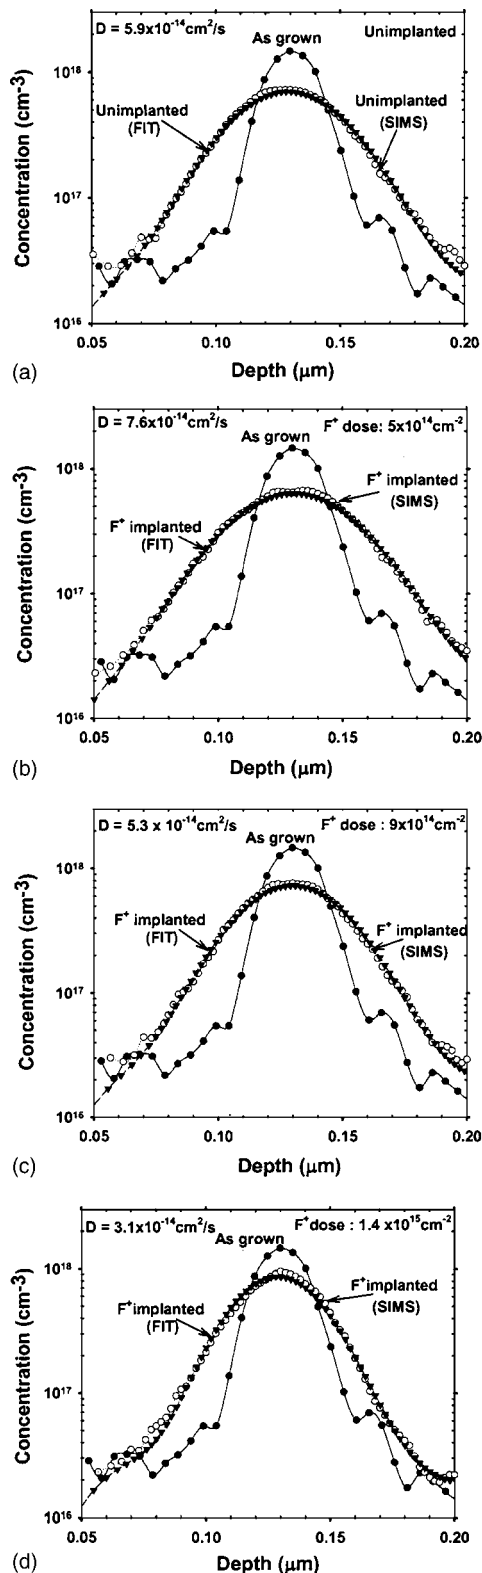 D = 5.9x10⁻¹⁴cm²/s
As grown
Unimplanted
10¹⁸
Unimplanted
(FIT)
Unimplanted
(SIMS)
10¹⁷
10¹⁶
Concentration (cm-3)
0.05 0.10 0.15 0.20
(a)
Depth (μm)
D = 7.6x10⁻¹⁴cm²/s
F⁺ dose: 5x10¹⁴cm⁻²
As grown
10¹⁸
F⁺ implanted
(SIMS)
F⁺ implanted
(FIT)
10¹⁷
10¹⁶
Concentration (cm-3)
0.05 0.10 0.15 0.20
(b)
Depth (μm)
D = 5.3 x 10⁻¹⁴cm²/s
F⁺ dose : 9x10¹⁴cm⁻²
As grown
10¹⁸
F⁺ implanted
(FIT)
F⁺ implanted
(SIMS)
10¹⁷
10¹⁶
Concentration (cm-3)
0.05 0.10 0.15 0.20
(c)
Depth (μm)
D = 3.1x10⁻¹⁴cm²/s
F⁺dose : 1.4 x10¹⁵cm⁻²
As grown
10¹⁸
F⁺implanted
(FIT)
F⁺implanted
(SIMS)
10¹⁷
10¹⁶
Concentration (cm-3)
0.05 0.10 0.15 0.20
(d)
Depth (μm)